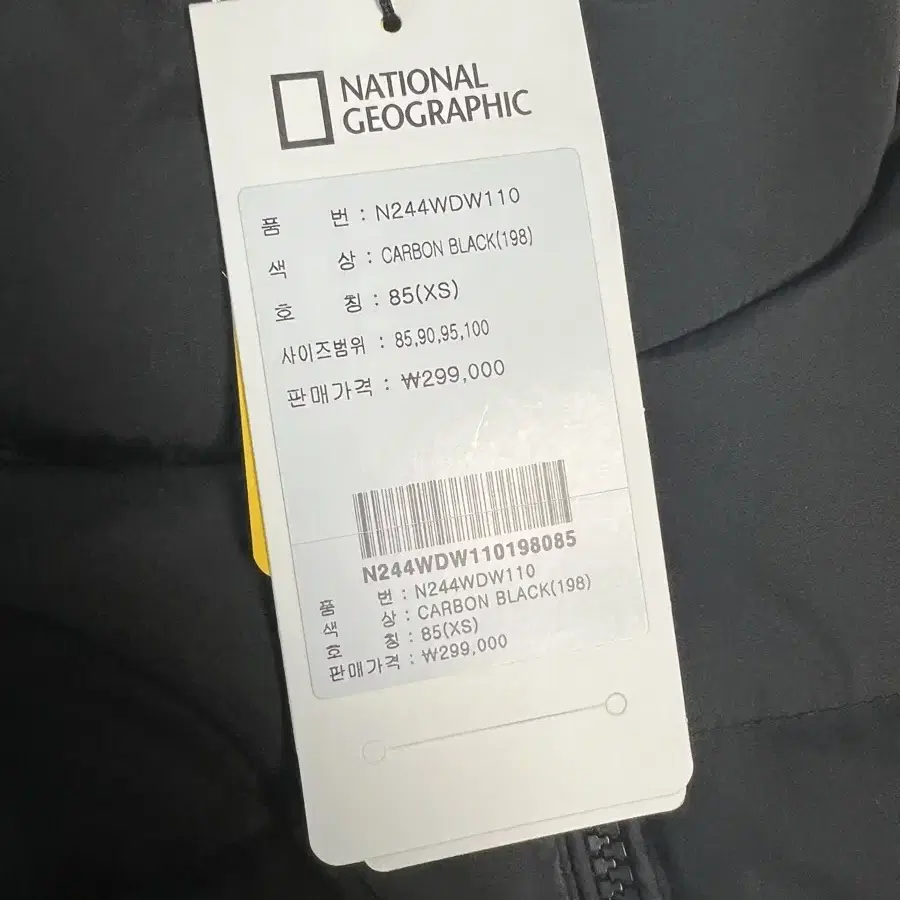 NATIONAL
GEOGRAPHIC
품 번 : N244WDW110
색 상 : CARBON BLACK(198)
호 칭 : 85(XS)
사이즈범위 : 85,90,95,100
판매가격 : ₩299,000
N244WDW110198085
품 번 : N244WDW110
색 상 : CARBON BLACK(198)
호 칭 : 85(XS)
판매가격 : ₩299,000